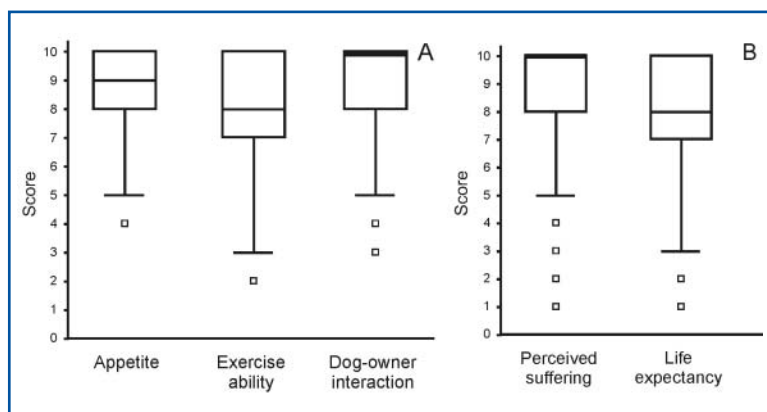 A
10
9
8
7
6
5
4
3
2
1
0
Score
Appetite
Exercise
ability
Dog-owner
interaction
B
10
9
8
7
6
5
4
3
2
1
0
Score
Perceived
suffering
Life
expectancy